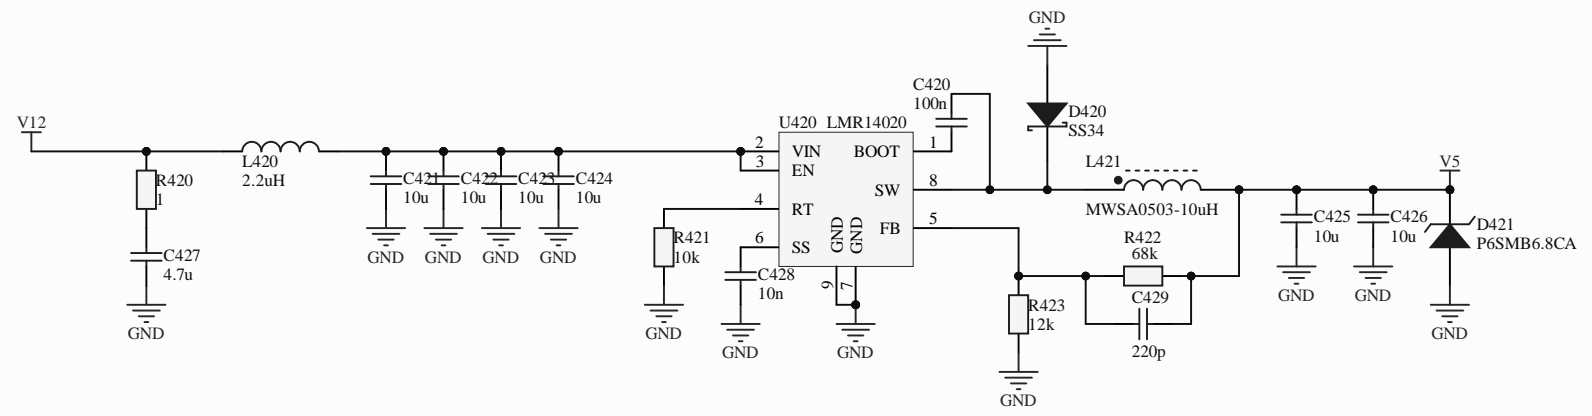 GND
V12
R420
1
C427
4.7u
GND
L420
2.2uH
C421
10u
GND
C422
10u
GND
C423
10u
GND
C424
10u
GND
U420
LMR14020
2
VIN
3
EN
4
RT
6
SS
BOOT
1
SW
8
FB
5
GND
GND
9
7
GND
R421
10k
GND
C428
10n
GND
C420
100n
D420
SS34
L421
MWSA0503-10uH
R422
68k
C429
220p
R423
12k
GND
C425
10u
GND
C426
10u
GND
V5
D421
P6SMB6.8CA
GND